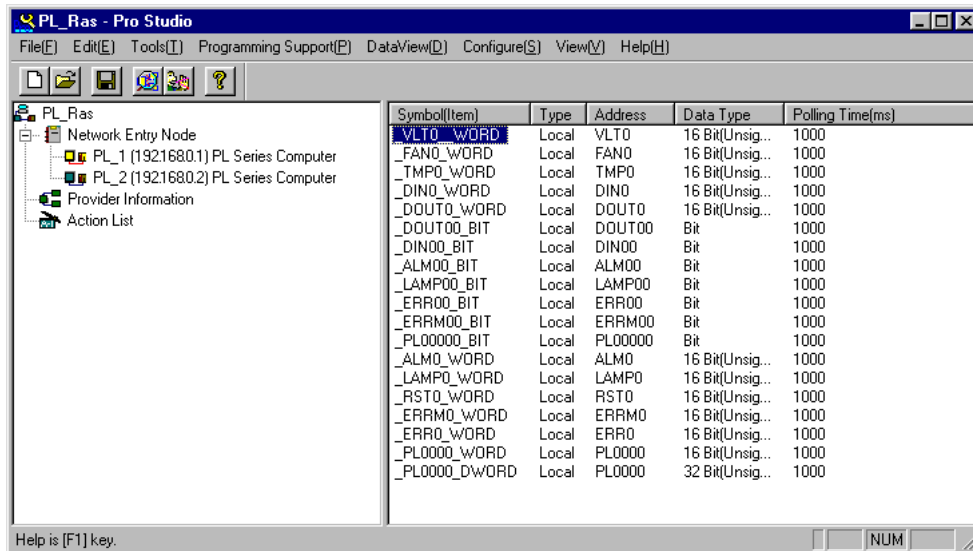 PL_Ras - Pro Studio
File(F) Edit(E) Tools(T) Programming Support(P) DataView(D) Configure(S) View(V) Help(H)
PL_Ras
Network Entry Node
PL_1 (192.168.0.1) PL Series Computer
PL_2 (192.168.0.2) PL Series Computer
Provider Information
Action List
Symbol(Item) Type Address Data Type Polling Time(ms)
_VLT0_WORD Local VLT0 16 Bit(Unsig... 1000
_FAN0_WORD Local FAN0 16 Bit(Unsig... 1000
_TMP0_WORD Local TMP0 16 Bit(Unsig... 1000
_DIN0_WORD Local DIN0 16 Bit(Unsig... 1000
_DOUT0_WORD Local DOUT0 16 Bit(Unsig... 1000
_DOUT00_BIT Local DOUT00 Bit 1000
_DIN00_BIT Local DIN00 Bit 1000
_ALM00_BIT Local ALM00 Bit 1000
_LAMP00_BIT Local LAMP00 Bit 1000
_ERR00_BIT Local ERR00 Bit 1000
_ERRM00_BIT Local ERRM00 Bit 1000
_PL00000_BIT Local PL00000 Bit 1000
_ALM0_WORD Local ALM0 16 Bit(Unsig... 1000
_LAMP0_WORD Local LAMP0 16 Bit(Unsig... 1000
_RST0_WORD Local RST0 16 Bit(Unsig... 1000
_ERRM0_WORD Local ERRM0 16 Bit(Unsig... 1000
_ERR0_WORD Local ERR0 16 Bit(Unsig... 1000
_PL0000_WORD Local PL0000 16 Bit(Unsig... 1000
_PL0000_DWORD Local PL0000 32 Bit(Unsig... 1000
Help is [F1] key. NUM